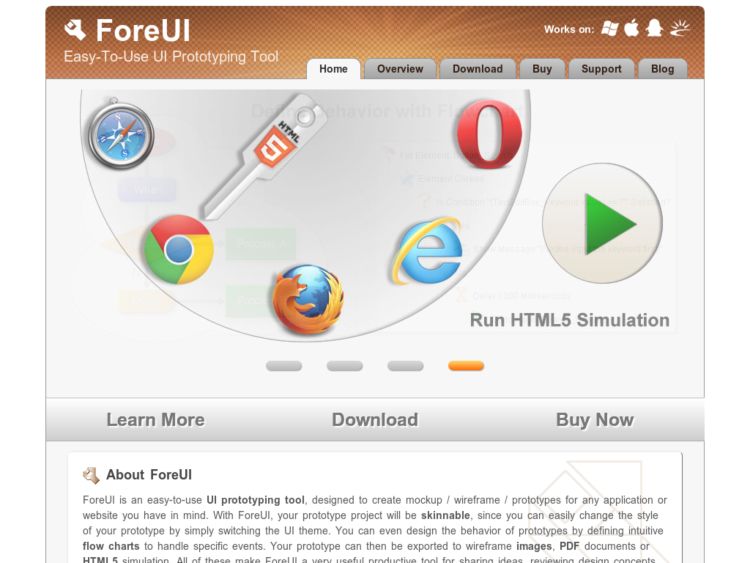 ForeUI
Easy-To-Use UI Prototyping Tool
Works on:
Home Overview Download Buy Support Blog
HTML
5
Run HTML5 Simulation
Learn More Download Buy Now
About ForeUI
ForeUI is an easy-to-use UI prototyping tool, designed to create mockup / wireframe / prototypes for any application or
website you have in mind. With ForeUI, your prototype project will be skinnable, since you can easily change the style
of your prototype by simply switching the UI theme. You can even design the behavior of prototypes by defining intuitive
flow charts to handle specific events. Your prototype can then be exported to wireframe images, PDF documents or
HTML5 simulation. All of these make ForeUI a very useful productive tool for sharing ideas, reviewing design concepts,